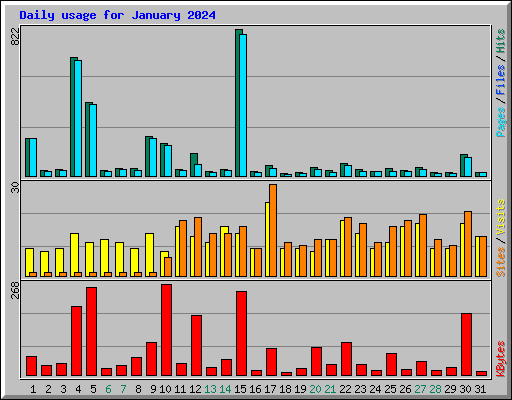 Daily usage for January 2024
822
Pages / Files / Hits
30
Sites / Visits
268
KBytes
1 2 3 4 5 6 7 8 9 10 11 12 13 14 15 16 17 18 19 20 21 22 23 24 25 26 27 28 29 30 31